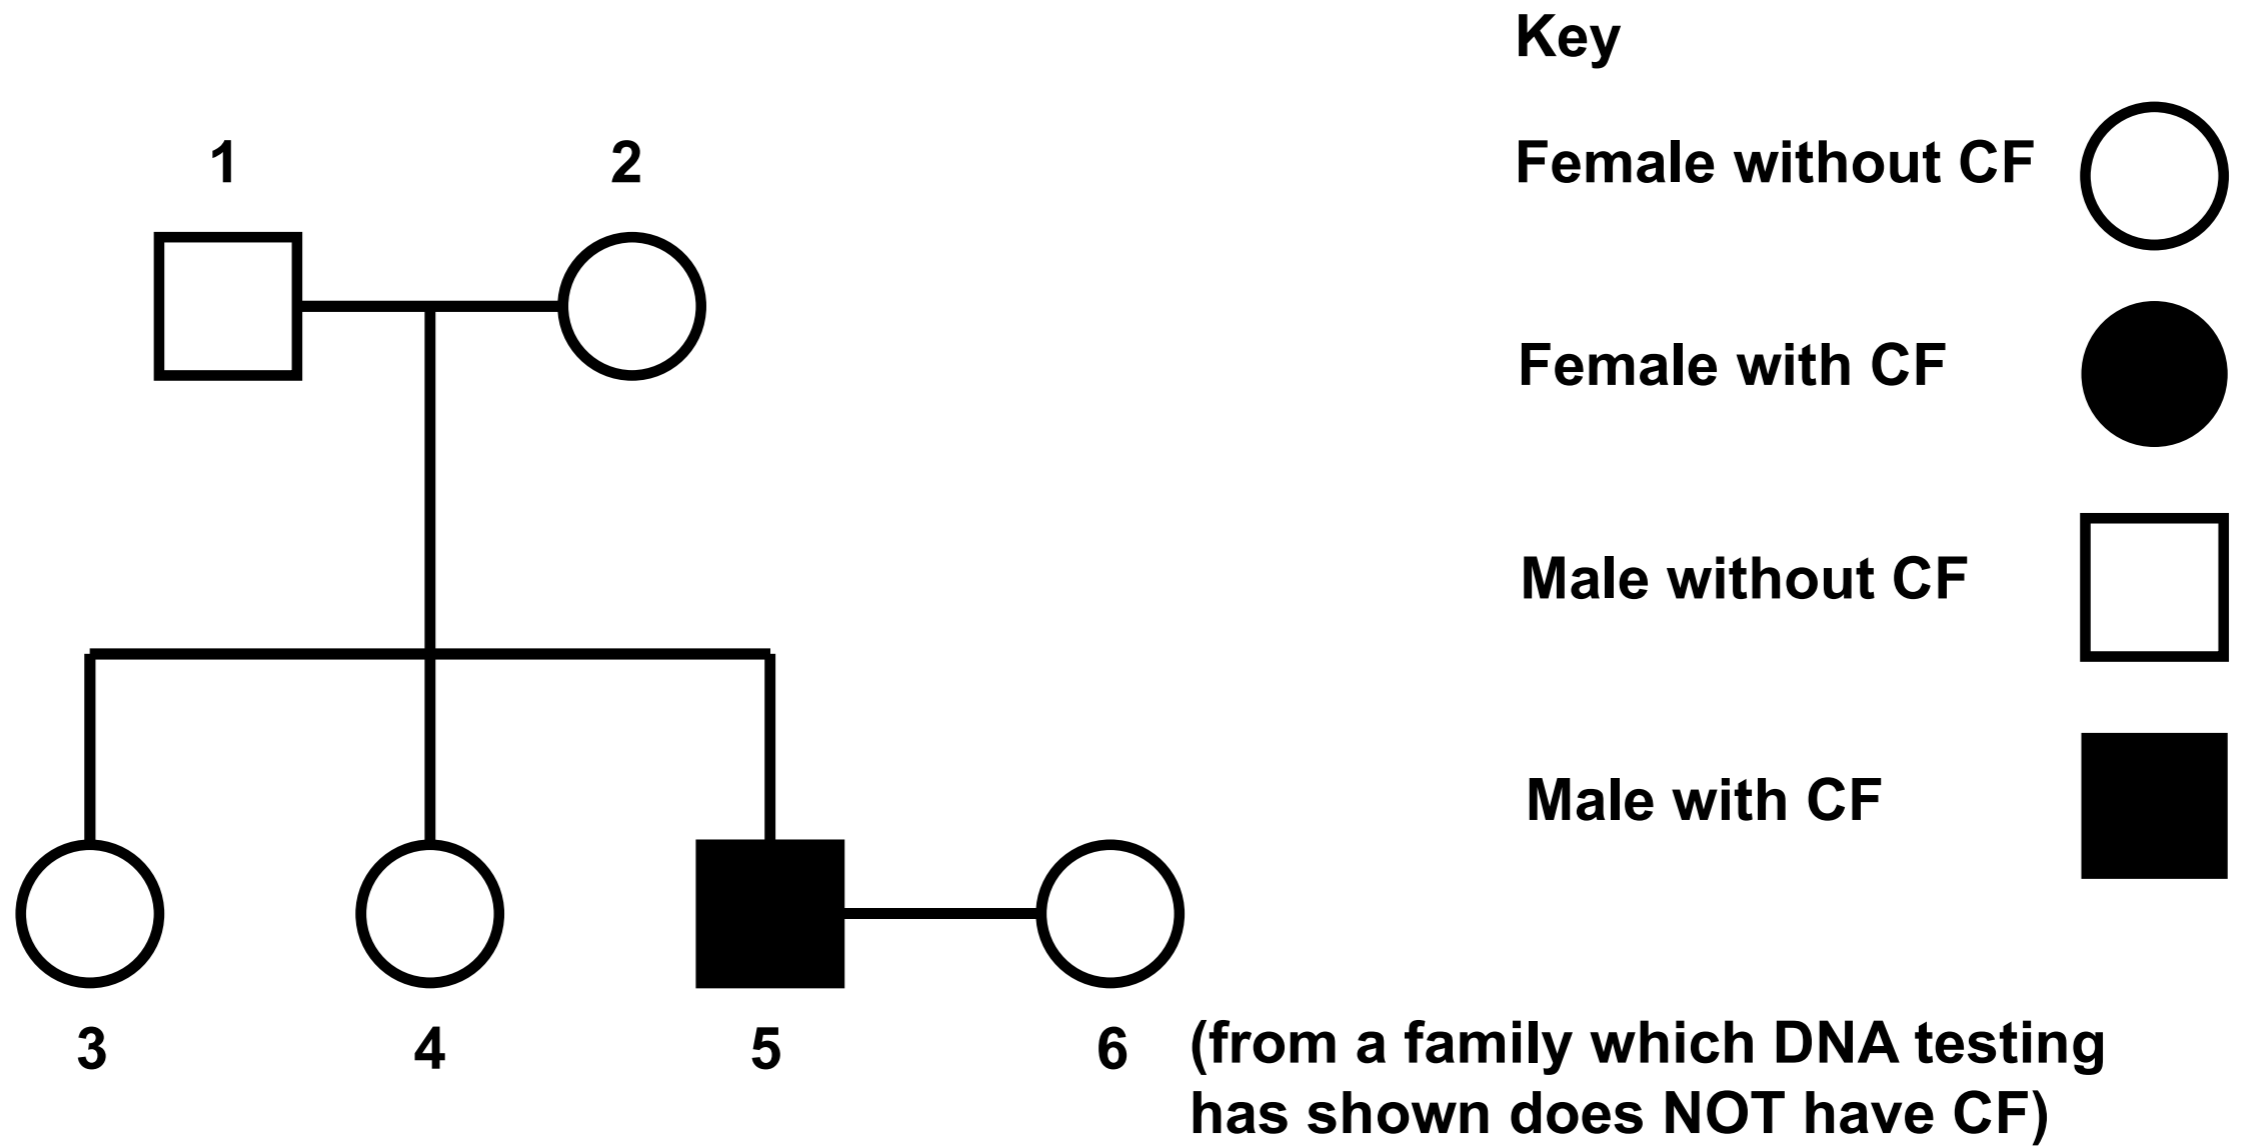 Key
1
2
Female without CF
Female with CF
Male without CF
Male with CF
3
4
5
6
(from a family which DNA testing
has shown does NOT have CF)